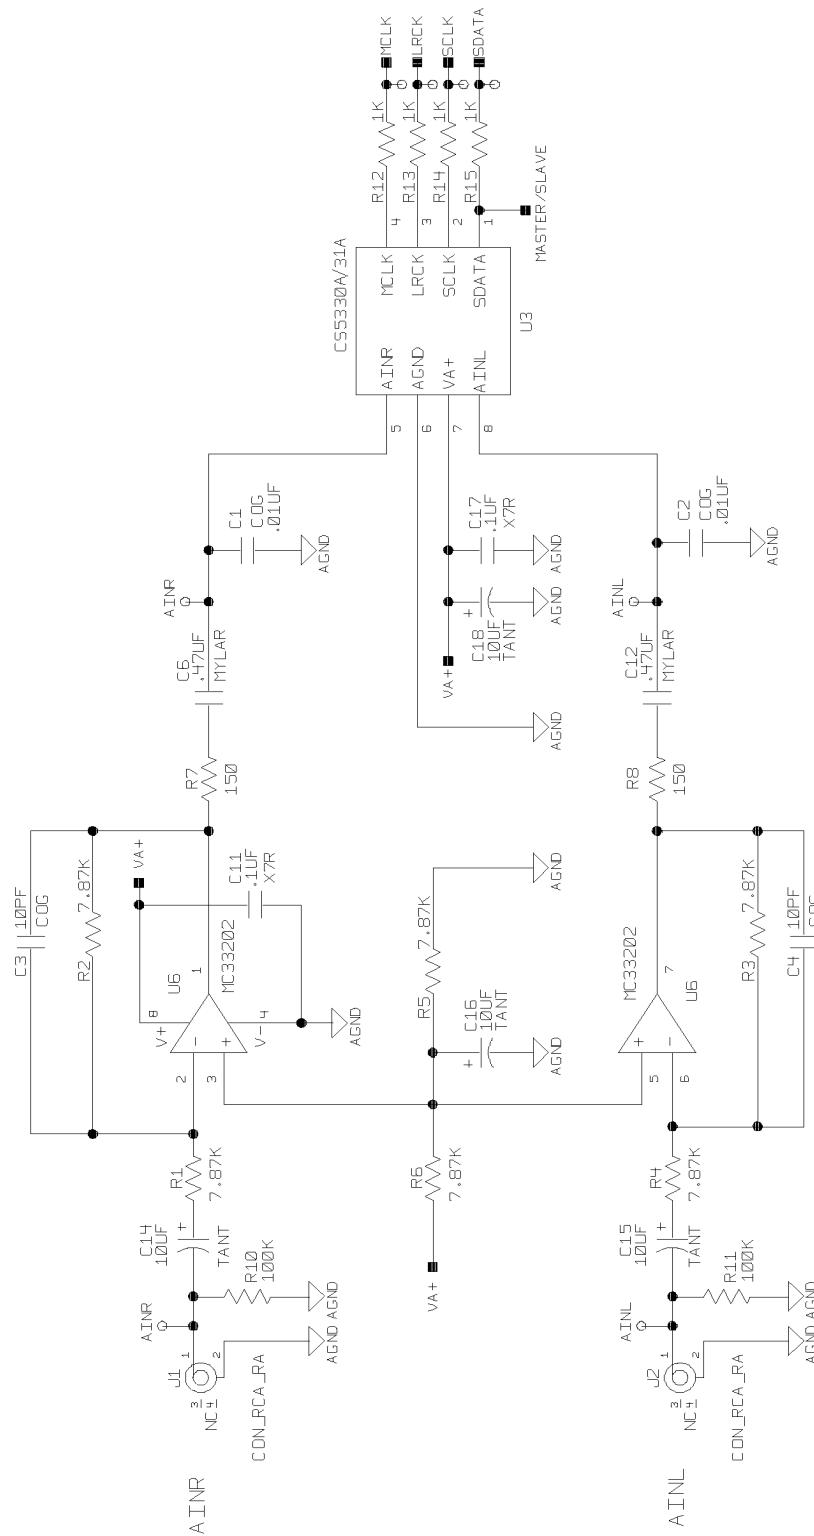 MCLK
LRCK
SCLK
SDATA
1K
1K
1K
1K
R12
R13
R14
R15
4
3
2
1
MASTER/SLAVE
CS5330A/31A
MCLK
LRCK
SCLK
SDATA
AINR
AGND
VA+
AINL
U3
5
6
7
8
C1
COG
.01UF
AGND
AINR
C6
.47UF
MYLAR
R7
150
C17
.1UF
X7R
AGND
C18
10UF
TANT
+
AGND
VA+
AGND
C2
COG
.01UF
AGND
AINL
C12
.47UF
MYLAR
R8
150
C3
10PF
COG
R2
7.87K
VA+
C11
.1UF
X7R
U6
MC33202
1
8
V+
V-
4
-
+
2
3
AGND
R5
7.87K
AGND
C16
10UF
TANT
+
AGND
R6
7.87K
VA+
MC33202
U6
7
+
-
5
6
R3
7.87K
C4
10PF
COG
R1
7.87K
C14
10UF
+
TANT
R10
100K
AGND
AINR
AGND
J1
1
2
3
4
NC
CON_RCA_RA
AINR
R4
7.87K
C15
10UF
+
TANT
R11
100K
AGND
AINL
AGND
J2
1
2
3
4
NC
CON_RCA_RA
AINL